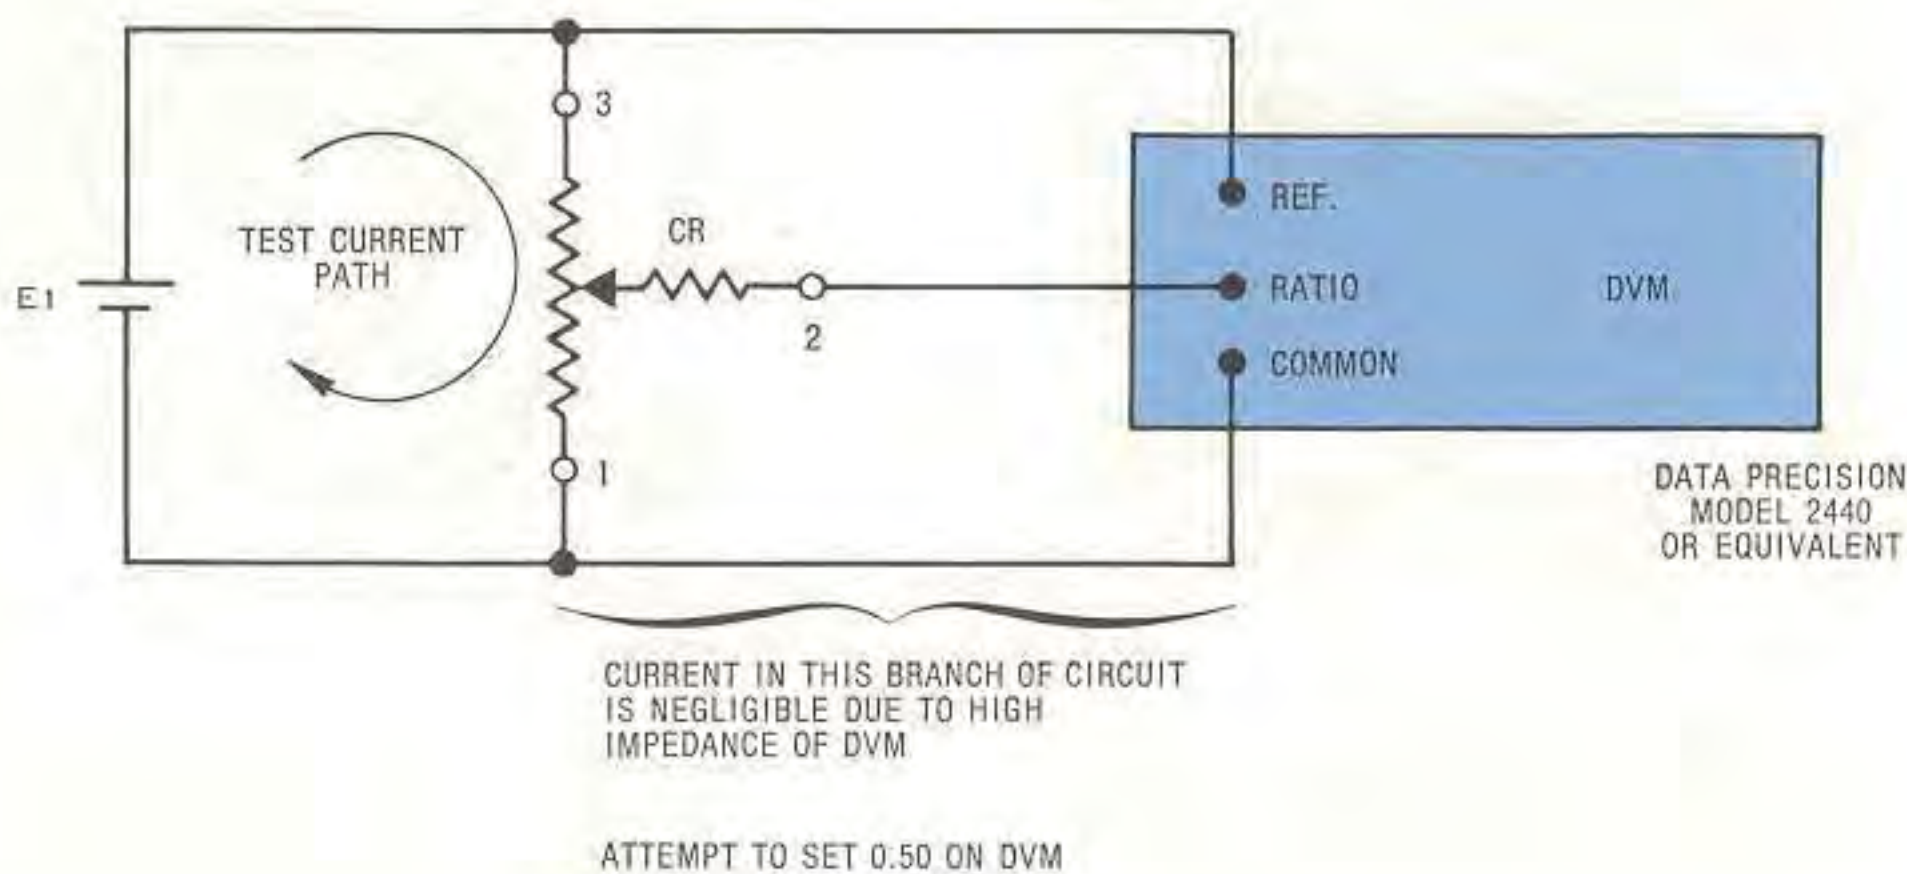 3
TEST CURRENT
PATH
CR
E1
2
1
REF.
RATIO
DVM
COMMON
DATA PRECISION
MODEL 2440
OR EQUIVALENT
CURRENT IN THIS BRANCH OF CIRCUIT
IS NEGLIGIBLE DUE TO HIGH
IMPEDANCE OF DVM
ATTEMPT TO SET 0.50 ON DVM